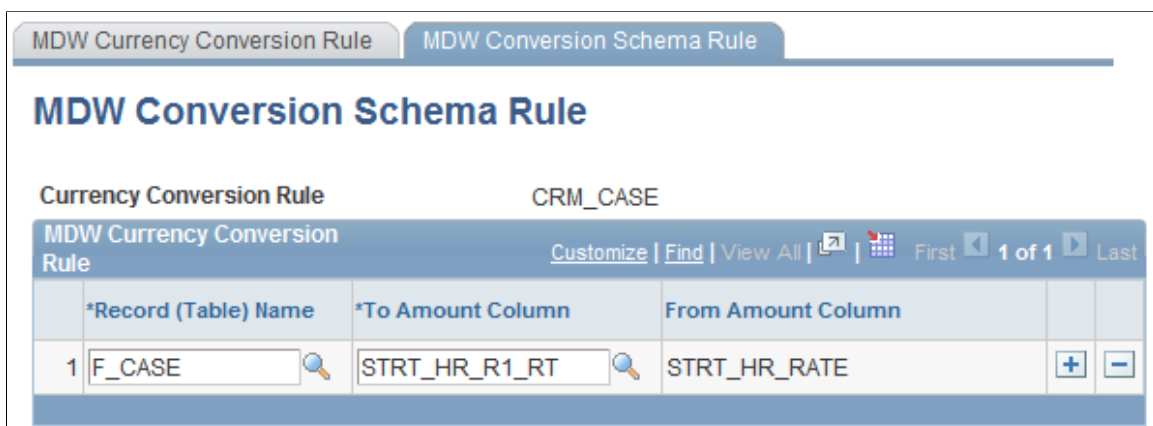 MDW Currency Conversion Rule MDW Conversion Schema Rule
MDW Conversion Schema Rule
Currency Conversion Rule CRM_CASE
MDW Currency Conversion Rule Customize | Find | View All | | First 1 of 1 Last
*Record (Table) Name *To Amount Column From Amount Column
1 F_CASE STRT_HR_R1_RT STRT_HR_RATE + -